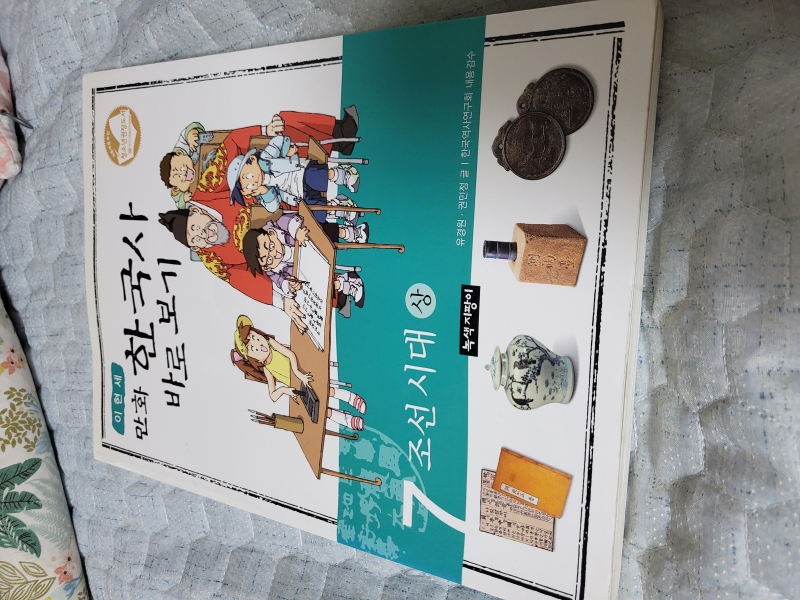 이현세
만화 한국사
바로 보기
7 조선 시대 상
유경원 · 권민정 글 | 한국역사연구회 내용 감수
녹색지팡이